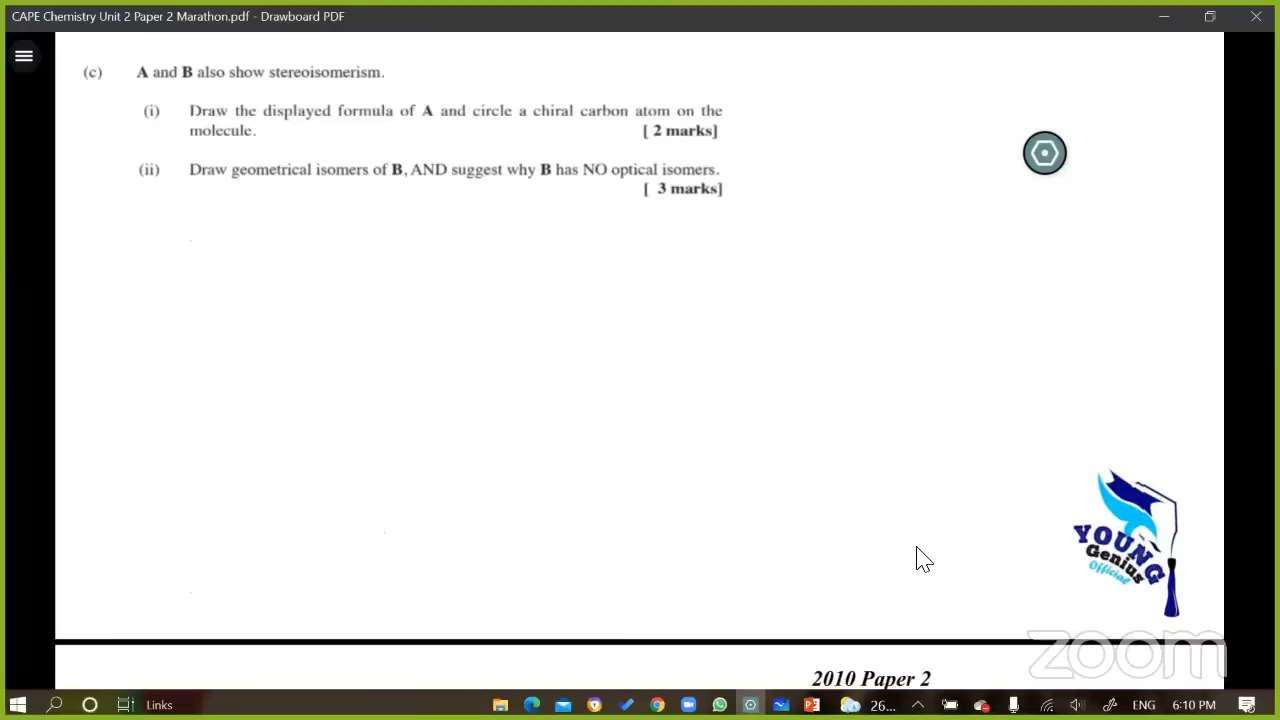 CAPE Chemistry Unit 2 Paper 2 Marathon.pdf - Drawboard PDF
(c) A and B also show stereoisomerism.
(i) Draw the displayed formula of A and circle a chiral carbon atom on the
molecule. [ 2 marks]
(ii) Draw geometrical isomers of B, AND suggest why B has NO optical isomers.
[ 3 marks]
YOUNG
Genius
Official
zoom
2010 Paper 2
Links
26...
ENG
6:10 PM